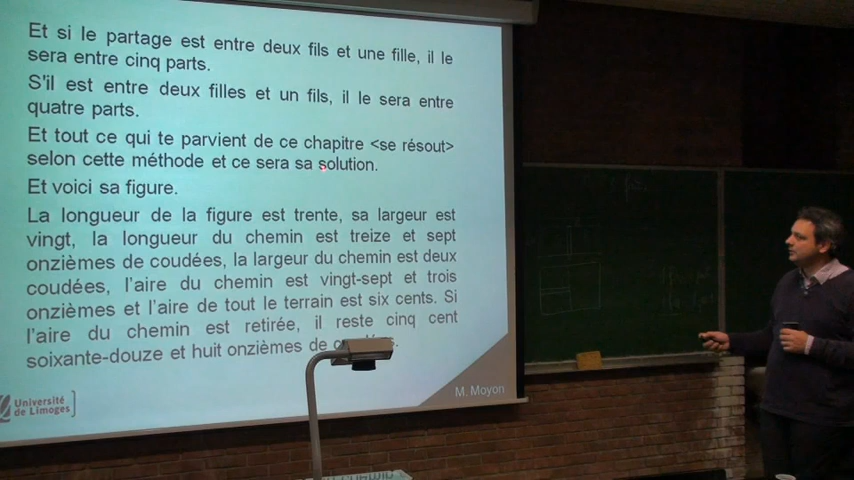 Et si le partage est entre deux fils et une fille, il le
sera entre cinq parts.
S'il est entre deux filles et un fils, il le sera entre
quatre parts.
Et tout ce qui te parvient de ce chapitre <se résout>
selon cette méthode et ce sera sa solution.
Et voici sa figure.
La longueur de la figure est trente, sa largeur est
vingt, la longueur du chemin est treize et sept
onzièmes de coudées, la largeur du chemin est deux
coudées, l'aire du chemin est vingt-sept et trois
onzièmes et l'aire de tout le terrain est six cents. Si
l'aire du chemin est retirée, il reste cinq cent
soixante-douze et huit onzièmes de
Université
de Limoges
M. Moyon